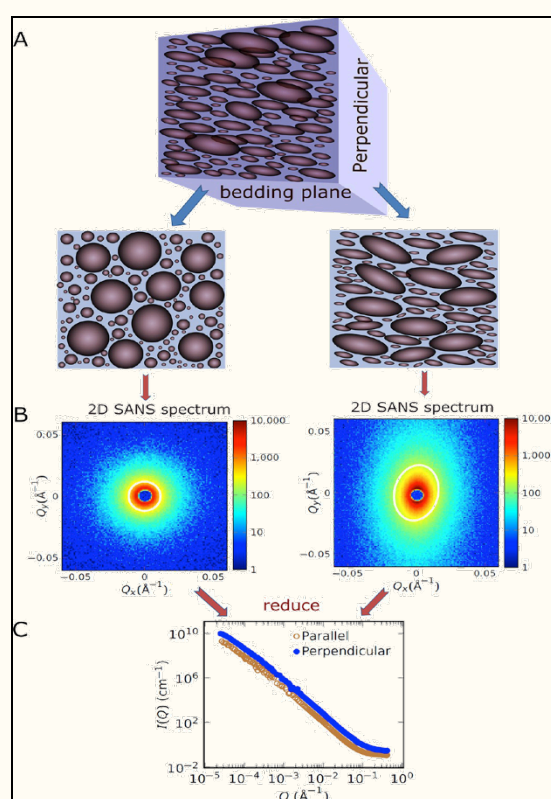 A
Perpendicular
bedding plane
B
2D SANS spectrum
2D SANS spectrum
0.05
0
−0.05
Qy(Å⁻¹)
−0.05
0
0.05
Qx(Å⁻¹)
10,000
1,000
100
10
1
0.05
0
−0.05
Qy(Å⁻¹)
−0.05
0
0.05
Qx(Å⁻¹)
10,000
1,000
100
10
1
reduce
C
Parallel
Perpendicular
I(Q) (cm⁻¹)
10¹⁰
10⁶
10²
10⁻²
10⁻⁵ 10⁻⁴ 10⁻³ 10⁻² 10⁻¹ 10⁰